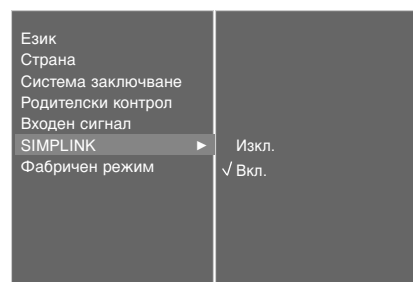 Език
Страна
Система заключване
Родителски контрол
Входен сигнал
SIMPLINK ►
Изкл.
Фабричен режим
√ Вкл.